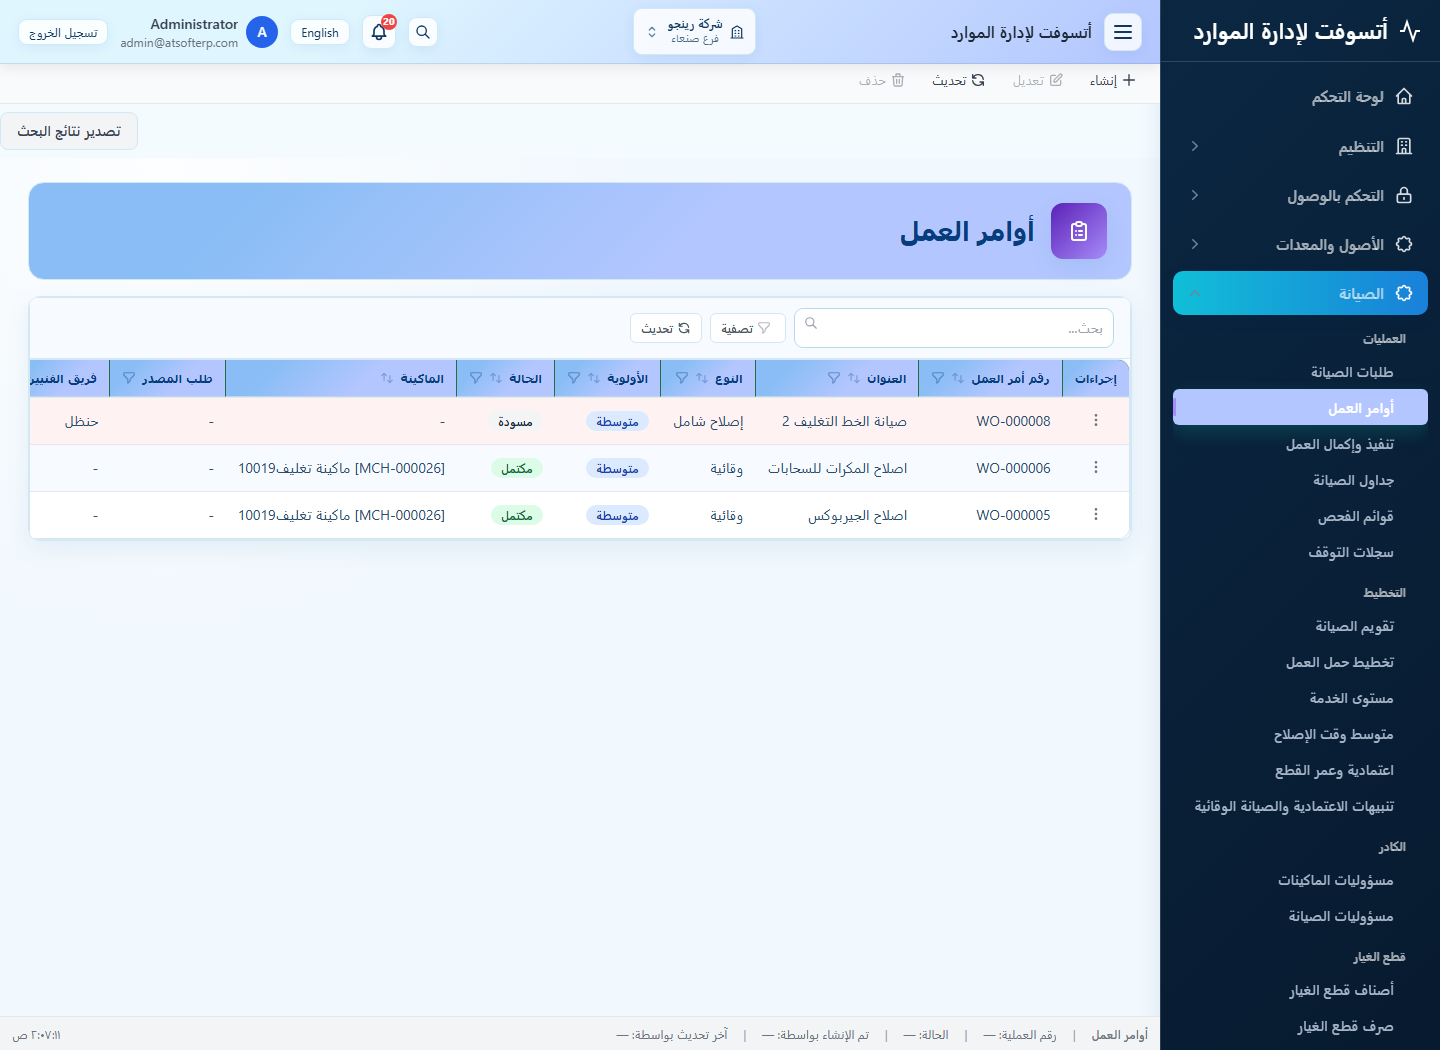 أتسوفت لإدارة الموارد
لوحة التحكم
التنظيم
التحكم بالوصول
الأصول والمعدات
الصيانة
العمليات
طلبات الصيانة
أوامر العمل
تنفيذ وإكمال العمل
جداول الصيانة
قوائم الفحص
سجلات التوقف
التخطيط
تقويم الصيانة
تخطيط حمل العمل
مستوى الخدمة
متوسط وقت الإصلاح
اعتمادية وعمر القطع
تنبيهات الاعتمادية والصيانة الوقائية
الكادر
مسؤوليات الماكينات
مسؤوليات الصيانة
قطع الغيار
أصناف قطع الغيار
صرف قطع الغيار
أتسوفت لإدارة الموارد
شركة رينجو
فرع صنعاء
20
English
A
Administrator
admin@atsofterp.com
تسجيل الخروج
إنشاء تعديل تحديث حذف
تصدير نتائج البحث
أوامر العمل
بحث... تصفية تحديث
إجراءات رقم أمر العمل العنوان النوع الأولوية الحالة الماكينة طلب المصدر فريق الفنيير
WO-000008 صيانة الخط التغليف 2 إصلاح شامل متوسطة مسودة - - حنظل
WO-000006 اصلاح المكرات للسحابات وقائية متوسطة مكتمل [MCH-000026] ماكينة تغليف10019 - -
WO-000005 اصلاح الجيربوكس وقائية متوسطة مكتمل [MCH-000026] ماكينة تغليف10019 - -
أوامر العمل | رقم العملية: — | الحالة: — | تم الإنشاء بواسطة: — | آخر تحديث بواسطة: —
٢:٠٧:١١ ص